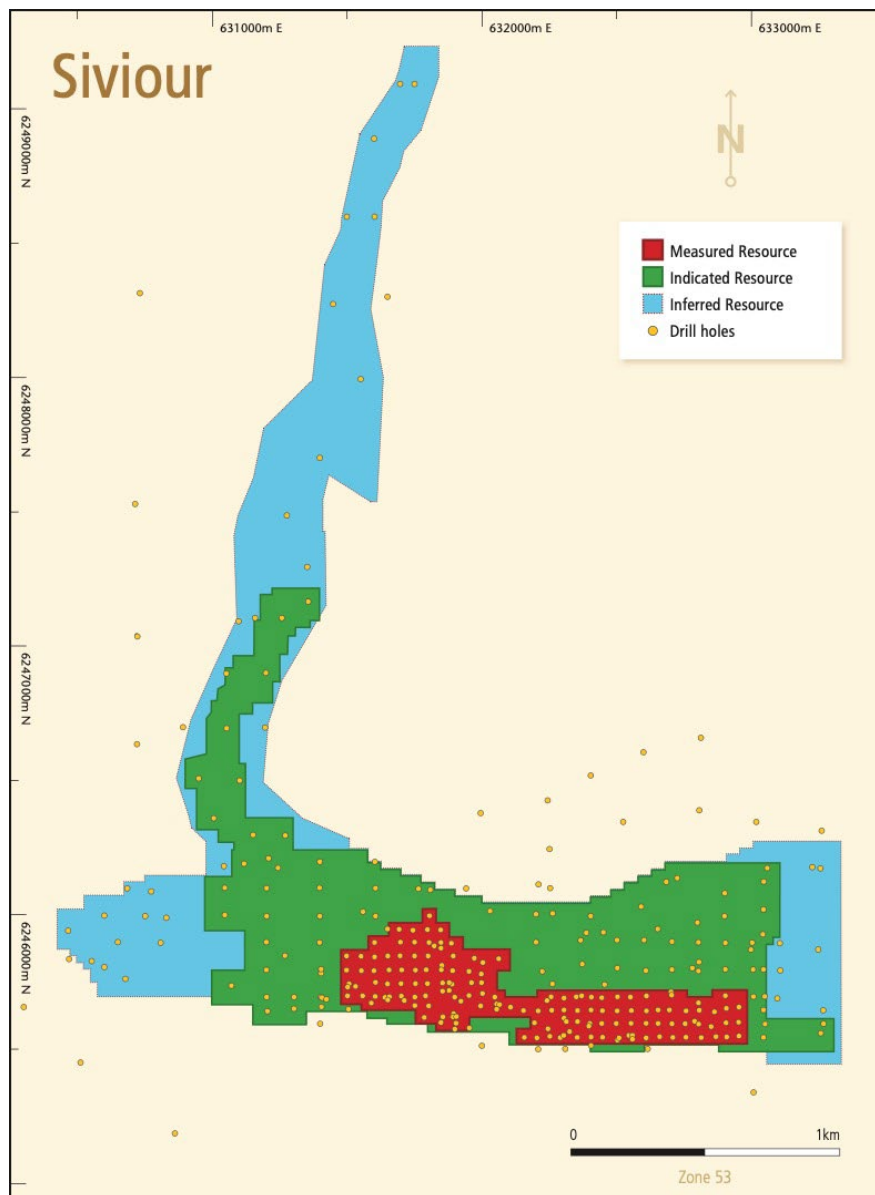 631000m E
632000m E
633000m E
Siviour
6249000m N
N
Measured Resource
Indicated Resource
Inferred Resource
Drill holes
6248000m N
6247000m N
6246000m N
0
1km
Zone 53